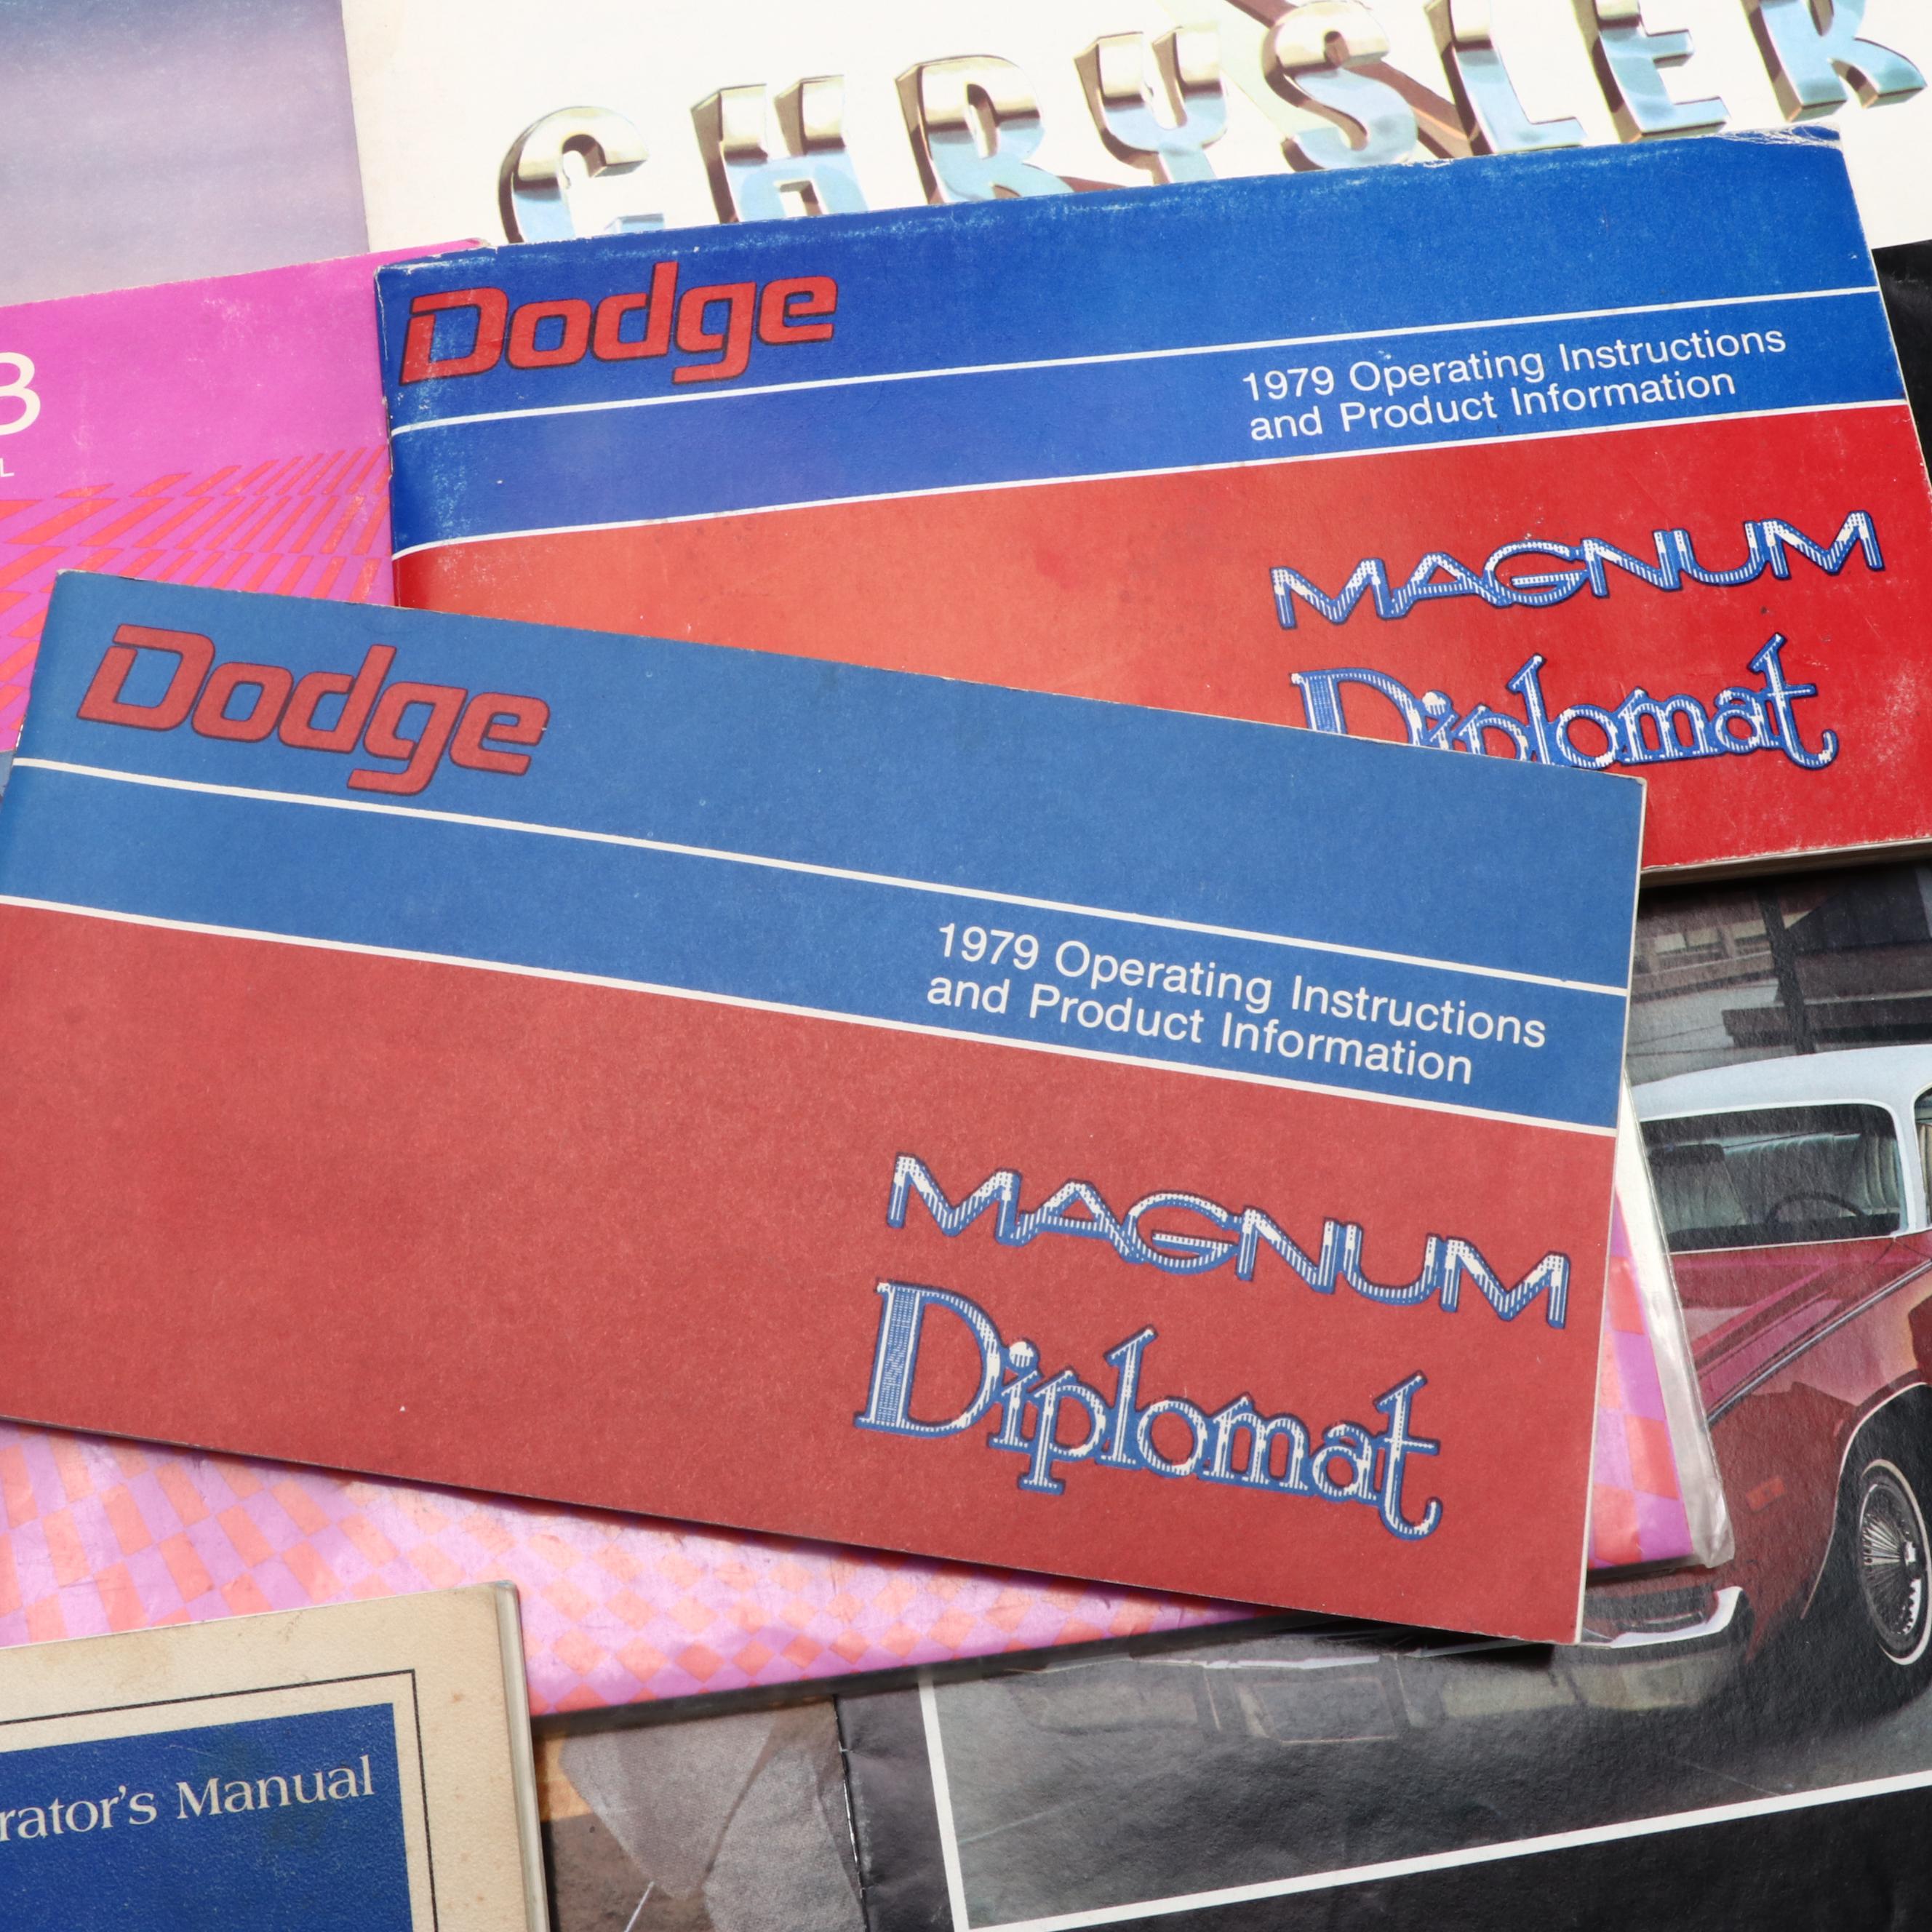 CHRYSLER
Dodge
1979 Operating Instructions
and Product Information
MAGNUM
Diplomat
Dodge
1979 Operating Instructions
and Product Information
MAGNUM
Diplomat
Manual